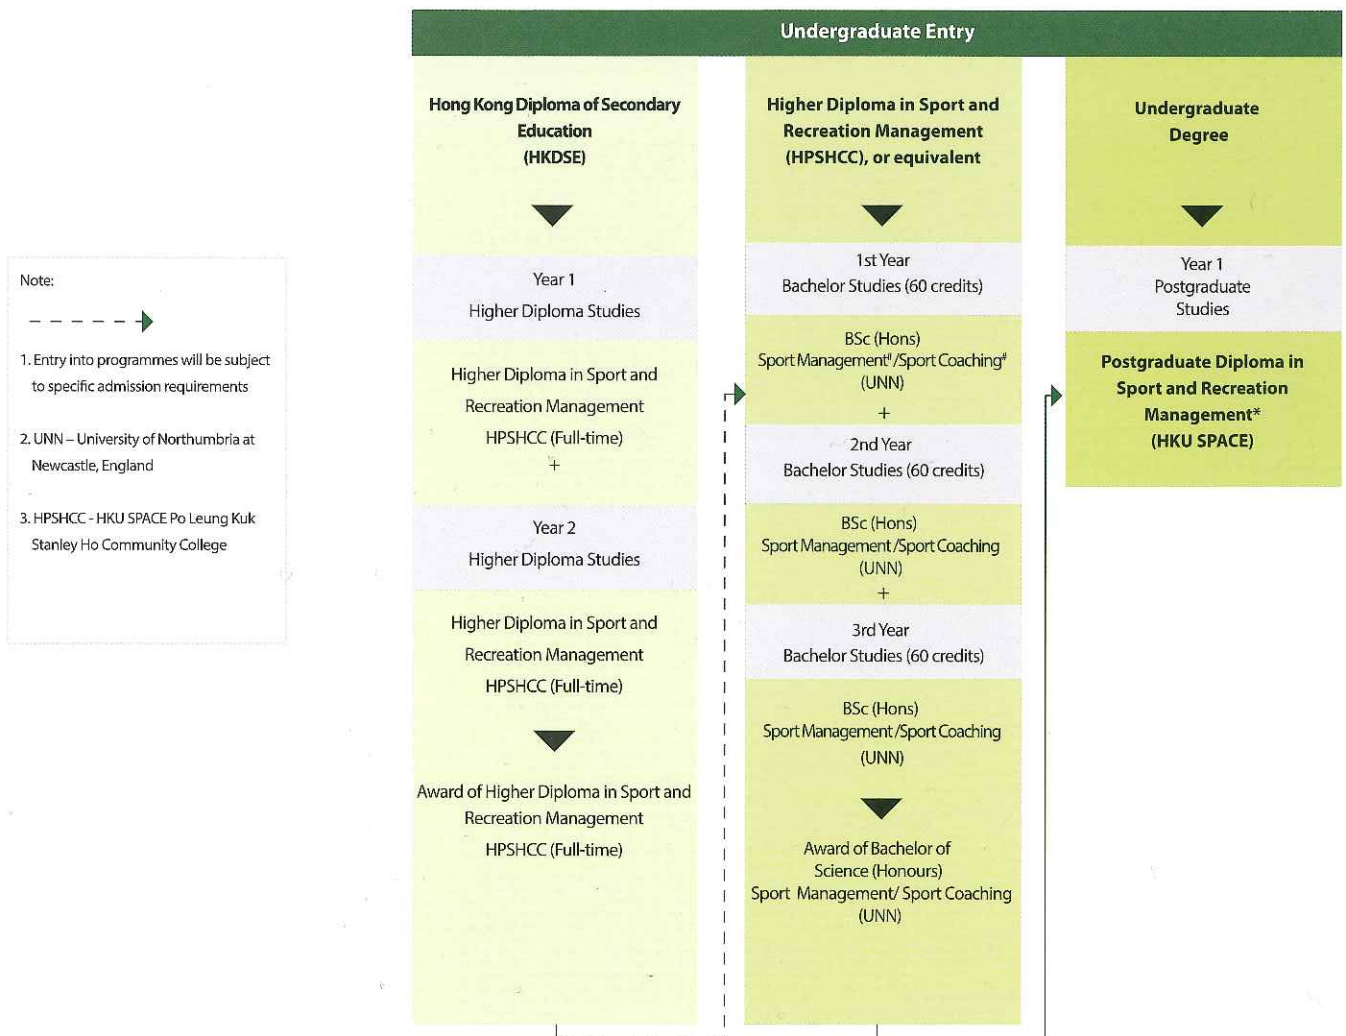 Undergraduate Entry
Note:
1. Entry into programmes will be subject
to specific admission requirements
2. UNN – University of Northumbria at
Newcastle, England
3. HPSHCC - HKU SPACE Po Leung Kuk
Stanley Ho Community College
Hong Kong Diploma of Secondary
Education
(HKDSE)
Year 1
Higher Diploma Studies
Higher Diploma in Sport and
Recreation Management
HPSHCC (Full-time)
+
Year 2
Higher Diploma Studies
Higher Diploma in Sport and
Recreation Management
HPSHCC (Full-time)
Award of Higher Diploma in Sport and
Recreation Management
HPSHCC (Full-time)
Higher Diploma in Sport and
Recreation Management
(HPSHCC), or equivalent
1st Year
Bachelor Studies (60 credits)
BSc (Hons)
Sport Management#/Sport Coaching#
(UNN)
+
2nd Year
Bachelor Studies (60 credits)
BSc (Hons)
Sport Management /Sport Coaching
(UNN)
+
3rd Year
Bachelor Studies (60 credits)
BSc (Hons)
Sport Management /Sport Coaching
(UNN)
Award of Bachelor of
Science (Honours)
Sport Management/ Sport Coaching
(UNN)
Undergraduate
Degree
Year 1
Postgraduate
Studies
Postgraduate Diploma in
Sport and Recreation
Management*
(HKU SPACE)